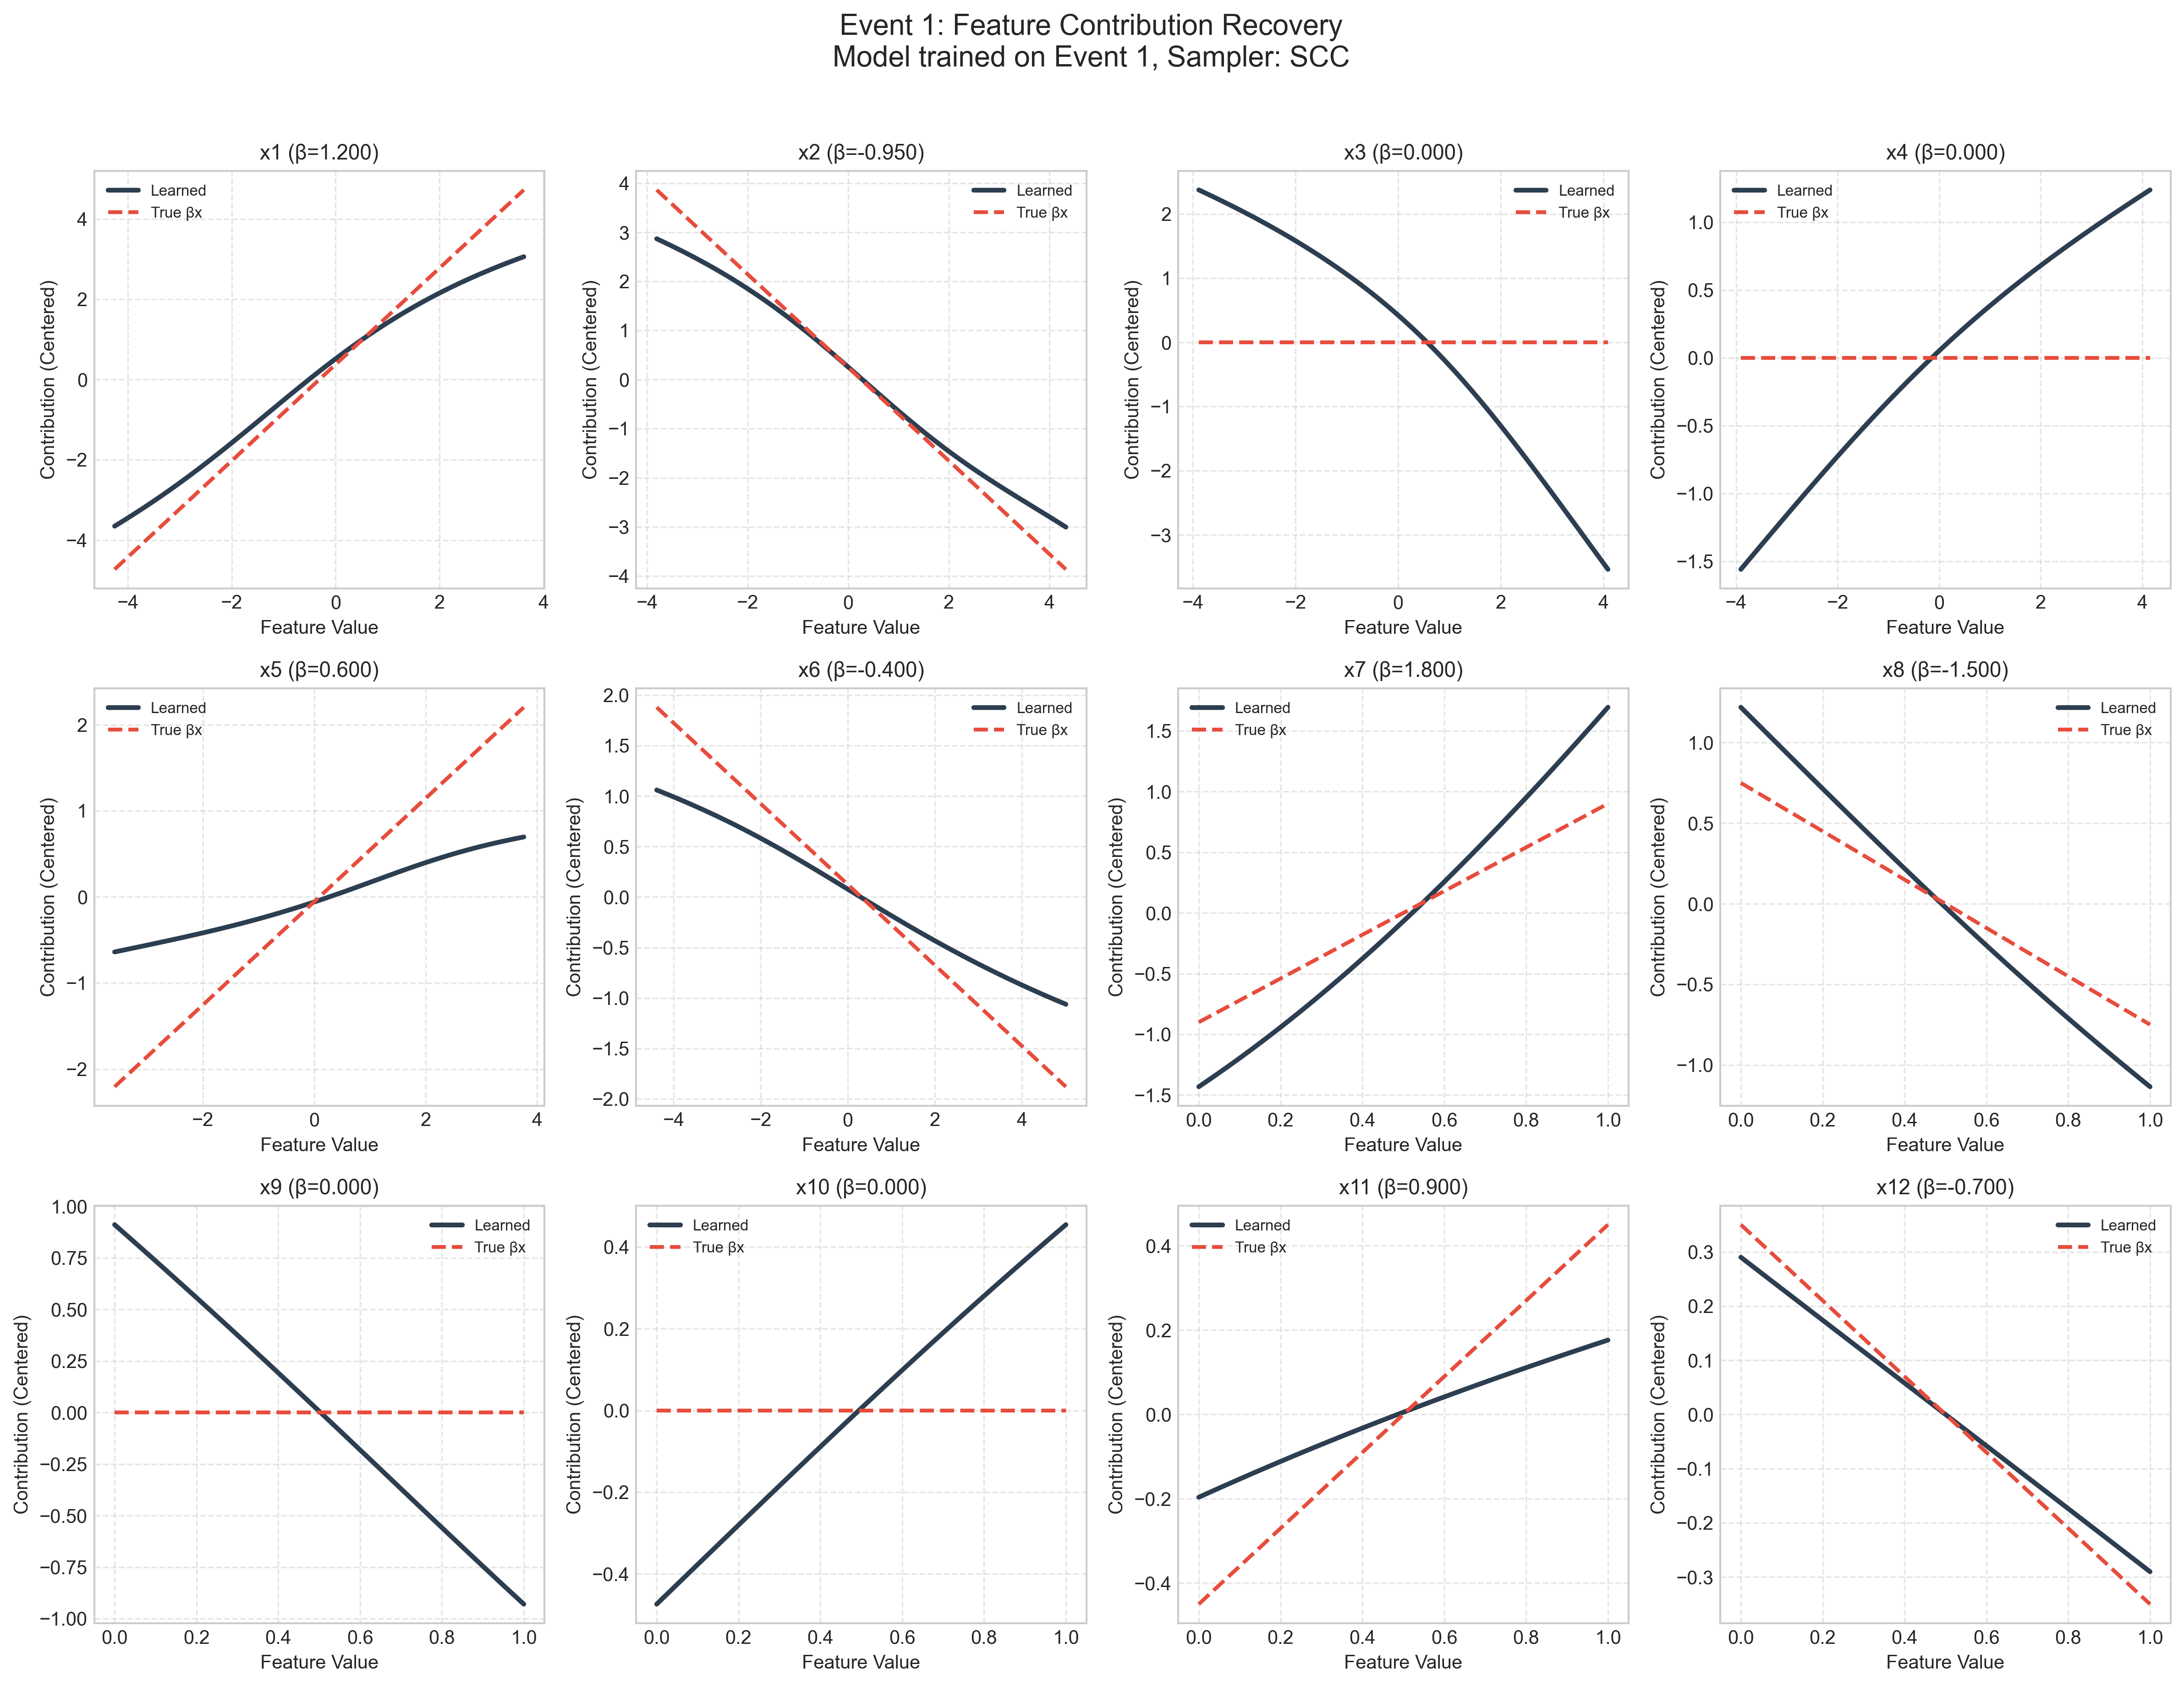 Event 1: Feature Contribution Recovery
Model trained on Event 1, Sampler: SCC
x1 (β=1.200)
Learned
True βx
Contribution (Centered)
4
2
0
−2
−4
−4 −2 0 2 4
Feature Value
x2 (β=-0.950)
Learned
True βx
Contribution (Centered)
4
3
2
1
0
−1
−2
−3
−4
−4 −2 0 2 4
Feature Value
x3 (β=0.000)
Learned
True βx
Contribution (Centered)
2
1
0
−1
−2
−3
−4 −2 0 2 4
Feature Value
x4 (β=0.000)
Learned
True βx
Contribution (Centered)
1.0
0.5
0.0
−0.5
−1.0
−1.5
−4 −2 0 2 4
Feature Value
x5 (β=0.600)
Learned
True βx
Contribution (Centered)
2
1
0
−1
−2
−2 0 2 4
Feature Value
x6 (β=-0.400)
Learned
True βx
Contribution (Centered)
2.0
1.5
1.0
0.5
0.0
−0.5
−1.0
−1.5
−2.0
−4 −2 0 2 4
Feature Value
x7 (β=1.800)
Learned
True βx
Contribution (Centered)
1.5
1.0
0.5
0.0
−0.5
−1.0
−1.5
0.0 0.2 0.4 0.6 0.8 1.0
Feature Value
x8 (β=-1.500)
Learned
True βx
Contribution (Centered)
1.0
0.5
0.0
−0.5
−1.0
0.0 0.2 0.4 0.6 0.8 1.0
Feature Value
x9 (β=0.000)
Learned
True βx
Contribution (Centered)
1.00
0.75
0.50
0.25
0.00
−0.25
−0.50
−0.75
−1.00
0.0 0.2 0.4 0.6 0.8 1.0
Feature Value
x10 (β=0.000)
Learned
True βx
Contribution (Centered)
0.4
0.2
0.0
−0.2
−0.4
0.0 0.2 0.4 0.6 0.8 1.0
Feature Value
x11 (β=0.900)
Learned
True βx
Contribution (Centered)
0.4
0.2
0.0
−0.2
−0.4
0.0 0.2 0.4 0.6 0.8 1.0
Feature Value
x12 (β=-0.700)
Learned
True βx
Contribution (Centered)
0.3
0.2
0.1
0.0
−0.1
−0.2
−0.3
0.0 0.2 0.4 0.6 0.8 1.0
Feature Value